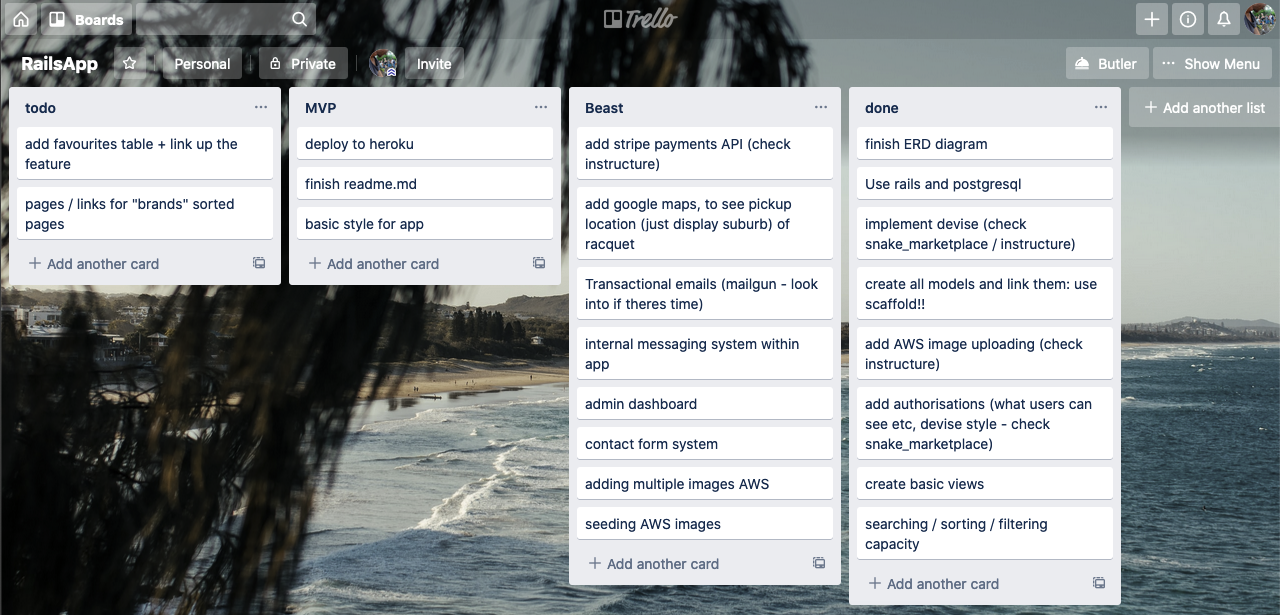 Boards
Trello
RailsApp
Personal
Private
Invite
Butler
Show Menu
todo
add favourites table + link up the
feature
pages / links for "brands" sorted
pages
Add another card
MVP
deploy to heroku
finish readme.md
basic style for app
Add another card
Beast
add stripe payments API (check
instructure)
add google maps, to see pickup
location (just display suburb) of
racquet
Transactional emails (mailgun - look
into if theres time)
internal messaging system within
app
admin dashboard
contact form system
adding multiple images AWS
seeding AWS images
Add another card
done
finish ERD diagram
Use rails and postgresql
implement devise (check
snake_marketplace / instructure)
create all models and link them: use
scaffold!!
add AWS image uploading (check
instructure)
add authorisations (what users can
see etc, devise style - check
snake_marketplace)
create basic views
searching / sorting / filtering
capacity
Add another card
Add another list